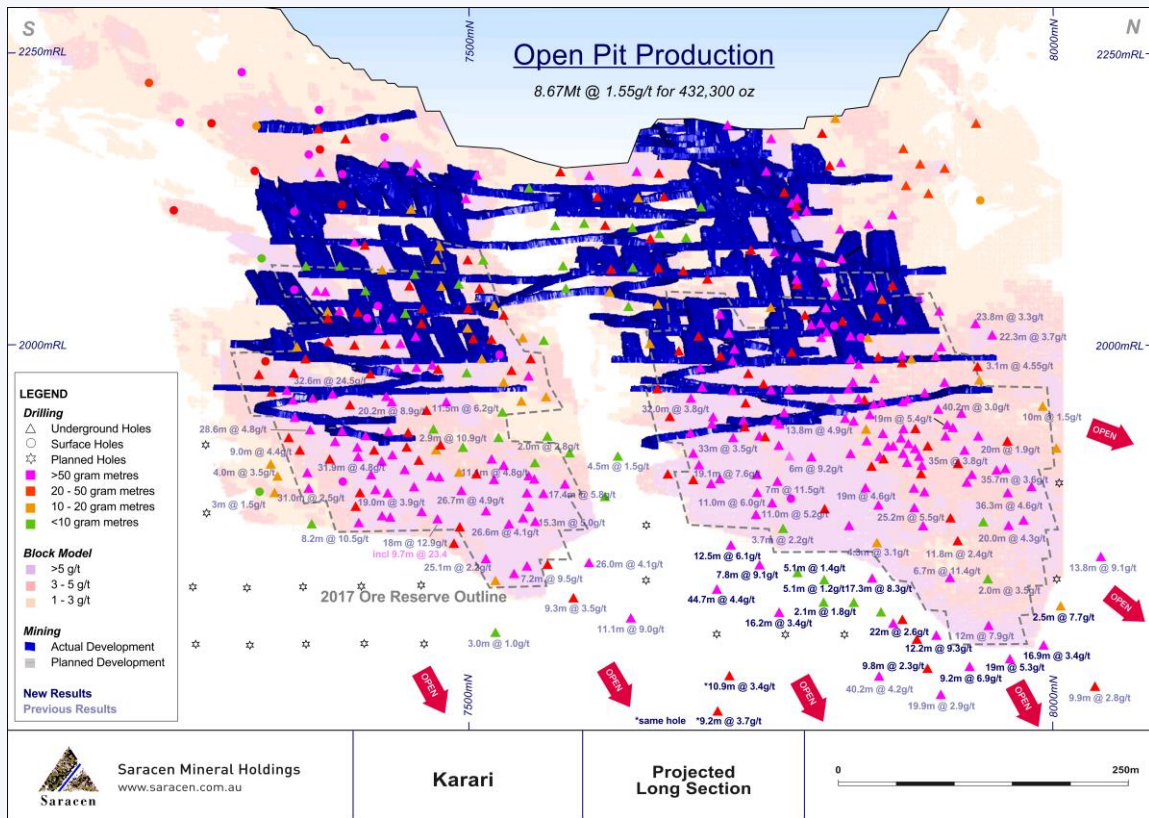 S
N
2250mRL
7500mN
8000mN
2250mRL
Open Pit Production
8.67Mt @ 1.55g/t for 432,300 oz
2000mRL
2000mRL
23.8m @ 3.3g/t
22.3m @ 3.7g/t
3.1m @ 4.55g/t
LEGEND
Drilling
Underground Holes
Surface Holes
Planned Holes
>50 gram metres
20 - 50 gram metres
10 - 20 gram metres
<10 gram metres
Block Model
>5 g/t
3 - 5 g/t
1 - 3 g/t
Mining
Actual Development
Planned Development
New Results
Previous Results
32.6m @ 24.5g/t
20.2m @ 8.9g/t
11.5m @ 6.2g/t
28.6m @ 4.8g/t
2.9m @ 10.9g/t
2.0m @ 2.8g/t
9.0m @ 4.4g/t
4.0m @ 3.5g/t
31.9m @ 4.8g/t
4.5m @ 1.5g/t
3m @ 1.5g/t
31.0m @ 2.5g/t
19.0m @ 3.9g/t
26.7m @ 4.9g/t
17.4m @ 5.8g/t
15.3m @ 5.0g/t
8.2m @ 10.5g/t
18m @ 12.9g/t
incl 9.7m @ 23.4
26.6m @ 4.1g/t
25.1m @ 2.2g/t
7.2m @ 9.5g/t
26.0m @ 4.1g/t
2017 Ore Reserve Outline
9.3m @ 3.5g/t
11.1m @ 9.0g/t
3.0m @ 1.0g/t
32.0m @ 3.8g/t
40.2m @ 3.0g/t
19m @ 5.4g/t
10m @ 1.5g/t
13.8m @ 4.9g/t
33m @ 3.5g/t
20m @ 1.9g/t
OPEN
19.1m @ 7.6g/t
6m @ 9.2g/t
35m @ 3.8g/t
7m @ 11.5g/t
35.7m @ 3.6g/t
11.0m @ 6.0g/t
19m @ 4.6g/t
36.3m @ 4.6g/t
11.0m @ 5.2g/t
25.2m @ 5.5g/t
20.0m @ 4.3g/t
3.7m @ 2.2g/t
4.3m @ 3.1g/t
11.8m @ 2.4g/t
12.5m @ 6.1g/t
7.8m @ 9.1g/t
5.1m @ 1.4g/t
6.7m @ 11.4g/t
13.8m @ 9.1g/t
5.1m @ 1.2g/t
17.3m @ 8.3g/t
2.0m @ 3.5g/t
44.7m @ 4.4g/t
2.1m @ 1.8g/t
OPEN
16.2m @ 3.4g/t
2.5m @ 7.7g/t
22m @ 2.6g/t
12m @ 7.9g/t
12.2m @ 9.3g/t
16.9m @ 3.4g/t
9.8m @ 2.3g/t
19m @ 5.3g/t
9.2m @ 6.9g/t
40.2m @ 4.2g/t
*10.9m @ 3.4g/t
19.9m @ 2.9g/t
9.9m @ 2.8g/t
OPEN
OPEN
OPEN
OPEN
7500mN
8000mN
*same hole
*9.2m @ 3.7g/t
Saracen
Saracen Mineral Holdings
www.saracen.com.au
Karari
Projected
Long Section
0
250m